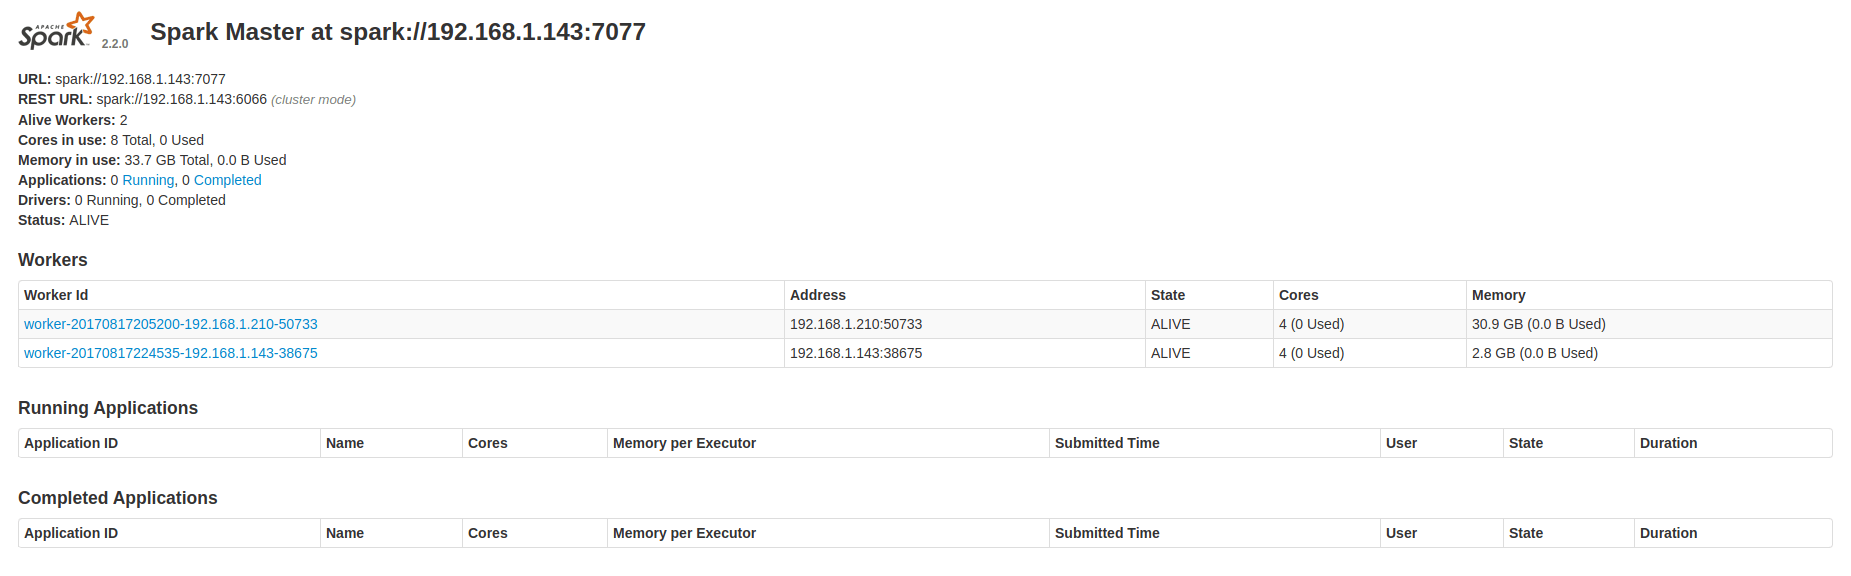 APACHE Spark™ 2.2.0 Spark Master at spark://192.168.1.143:7077
URL: spark://192.168.1.143:7077
REST URL: spark://192.168.1.143:6066 (cluster mode)
Alive Workers: 2
Cores in use: 8 Total, 0 Used
Memory in use: 33.7 GB Total, 0.0 B Used
Applications: 0 Running, 0 Completed
Drivers: 0 Running, 0 Completed
Status: ALIVE
Workers
Worker Id Address State Cores Memory
worker-20170817205200-192.168.1.210-50733 192.168.1.210:50733 ALIVE 4 (0 Used) 30.9 GB (0.0 B Used)
worker-20170817224535-192.168.1.143-38675 192.168.1.143:38675 ALIVE 4 (0 Used) 2.8 GB (0.0 B Used)
Running Applications
Application ID Name Cores Memory per Executor Submitted Time User State Duration
Completed Applications
Application ID Name Cores Memory per Executor Submitted Time User State Duration